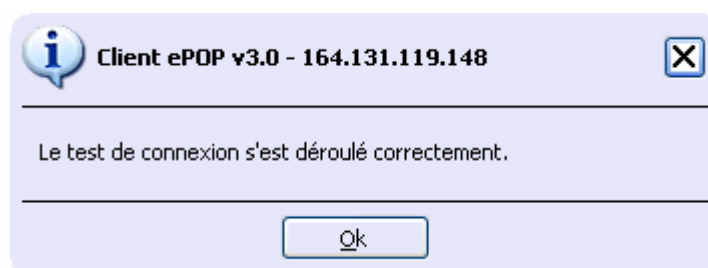 Client ePOP v3.0 - 164.131.119.148
Le test de connexion s'est déroulé correctement.
Ok